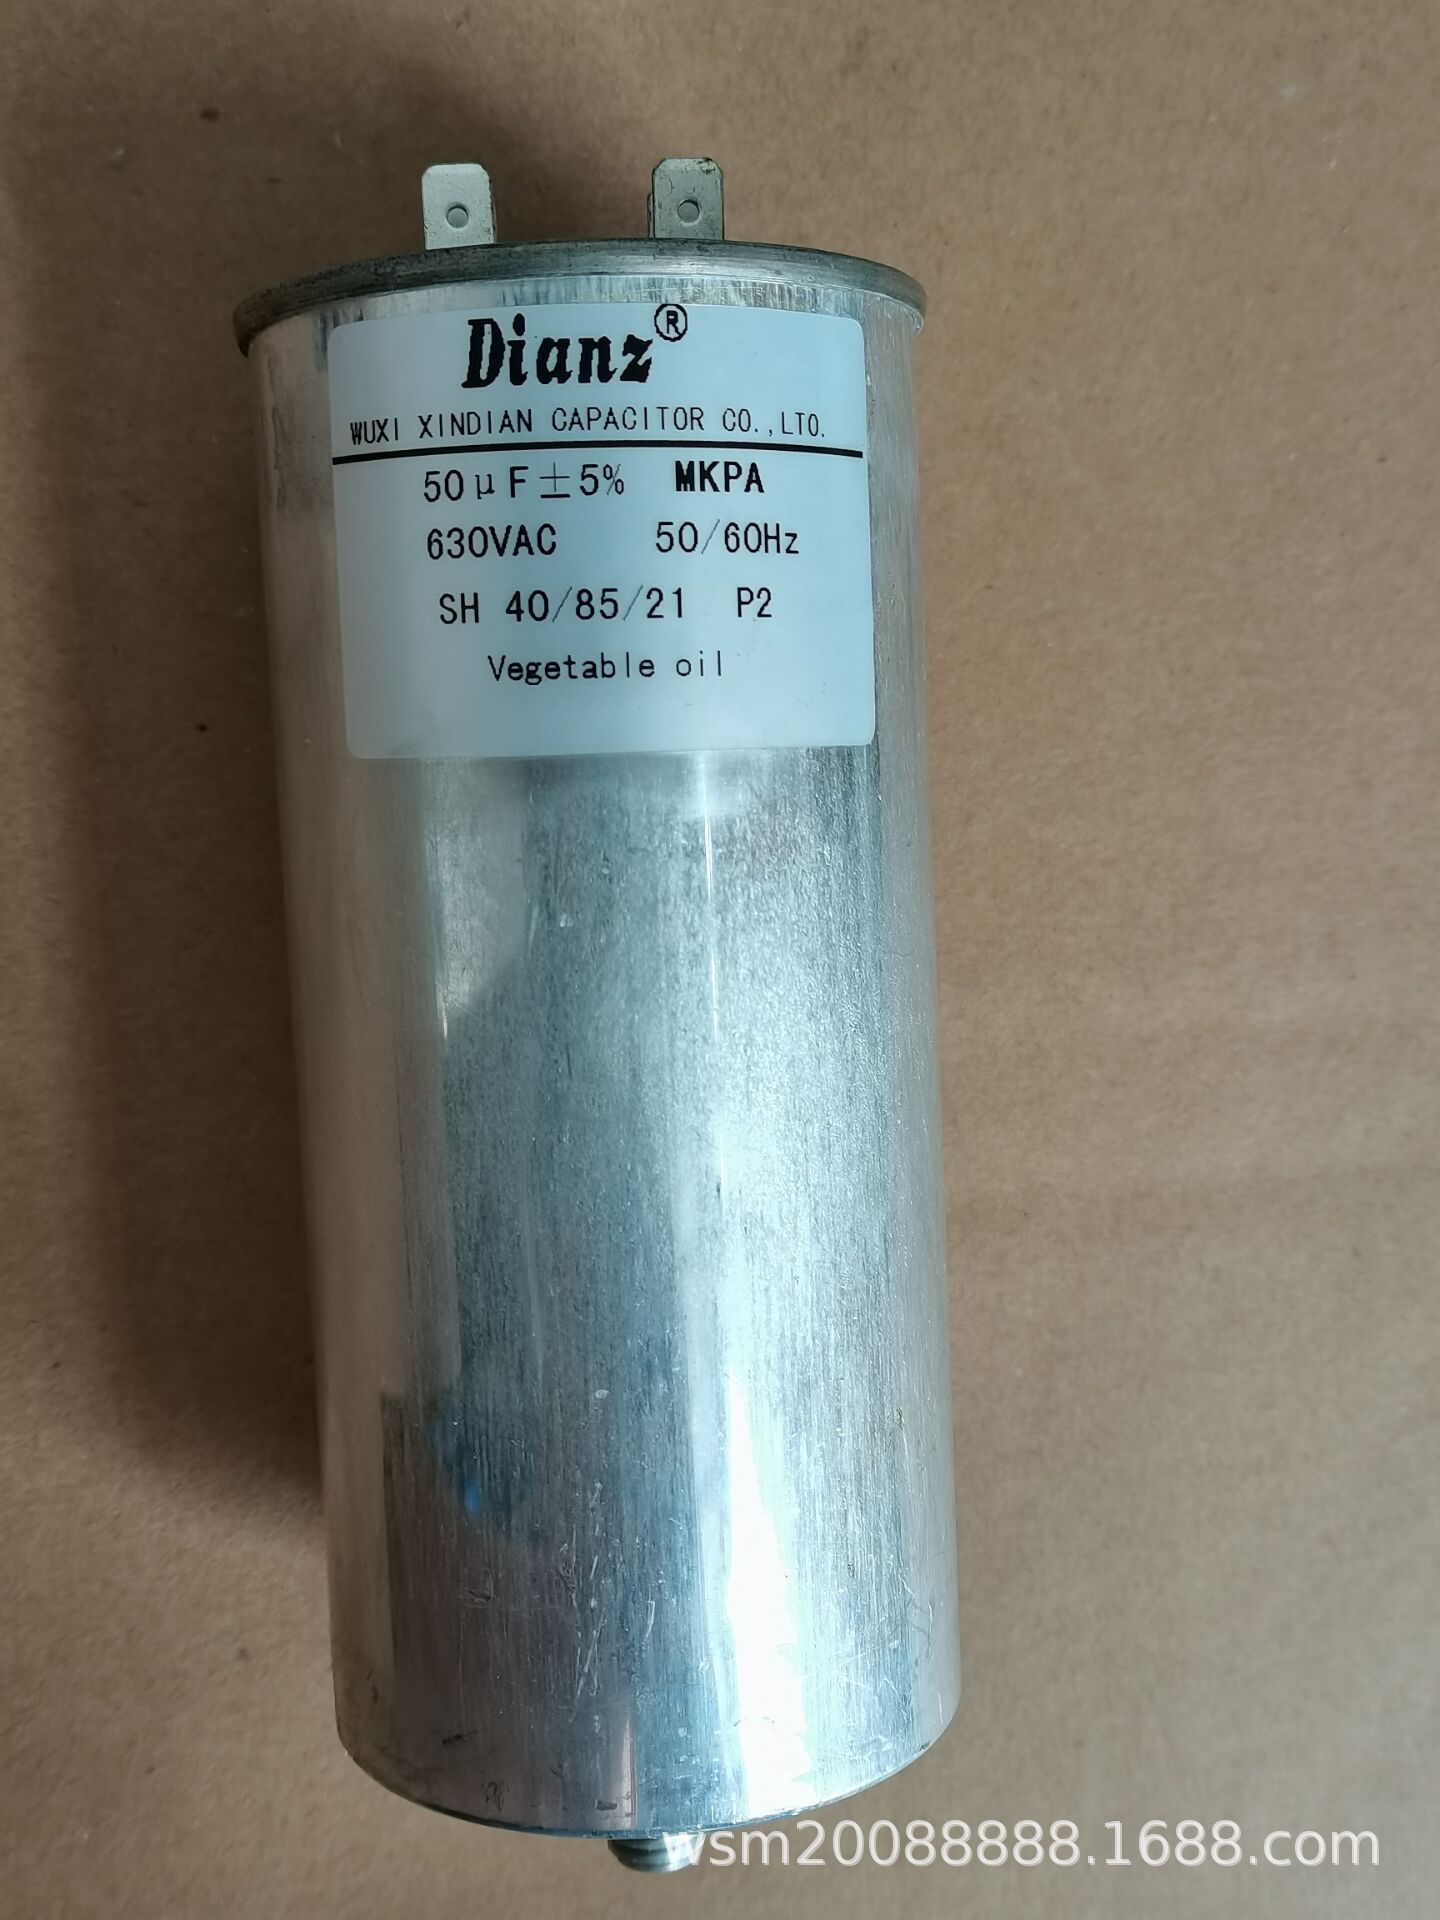 Dianz®
WUXI XINDIAN CAPACITOR CO.,LTD.
50μF±5% MKPA
630VAC 50/60Hz
SH 40/85/21 P2
Vegetable oil
wsm20088888.1688.com